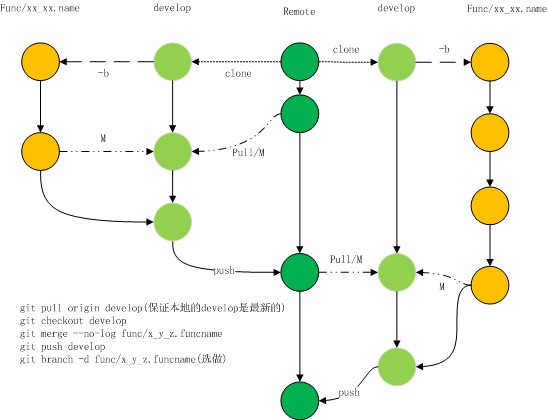 Func/xx_xx.name
develop
Remote
develop
Func/xx_xx.name
-b
clone
clone
-b
M
Pull/M
push
Pull/M
M
push
git pull origin develop(保证本地的develop是最新的)
git checkout develop
git merge --no-log func/x_y_z.funcname
git push develop
git branch -d func/x_y_z.funcname(选做)